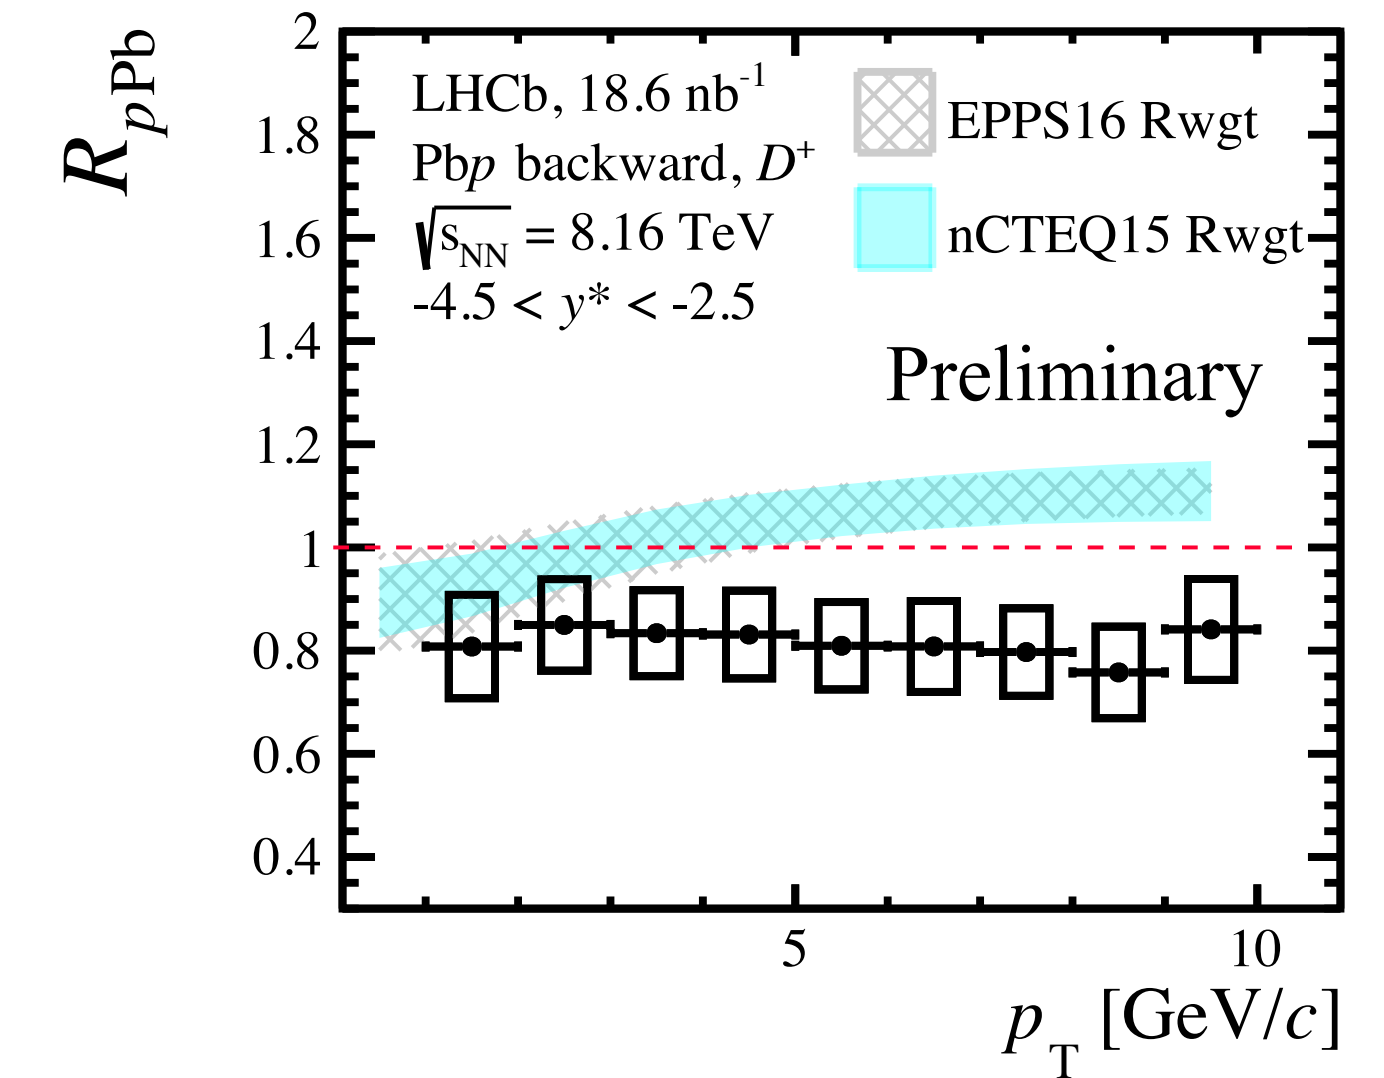 R_pPb
2
1.8
1.6
1.4
1.2
1
0.8
0.6
0.4
LHCb, 18.6 nb⁻¹
Pbp backward, D⁺
√s_NN = 8.16 TeV
-4.5 < y* < -2.5
EPPS16 Rwgt
nCTEQ15 Rwgt
Preliminary
5 10
p_T [GeV/c]